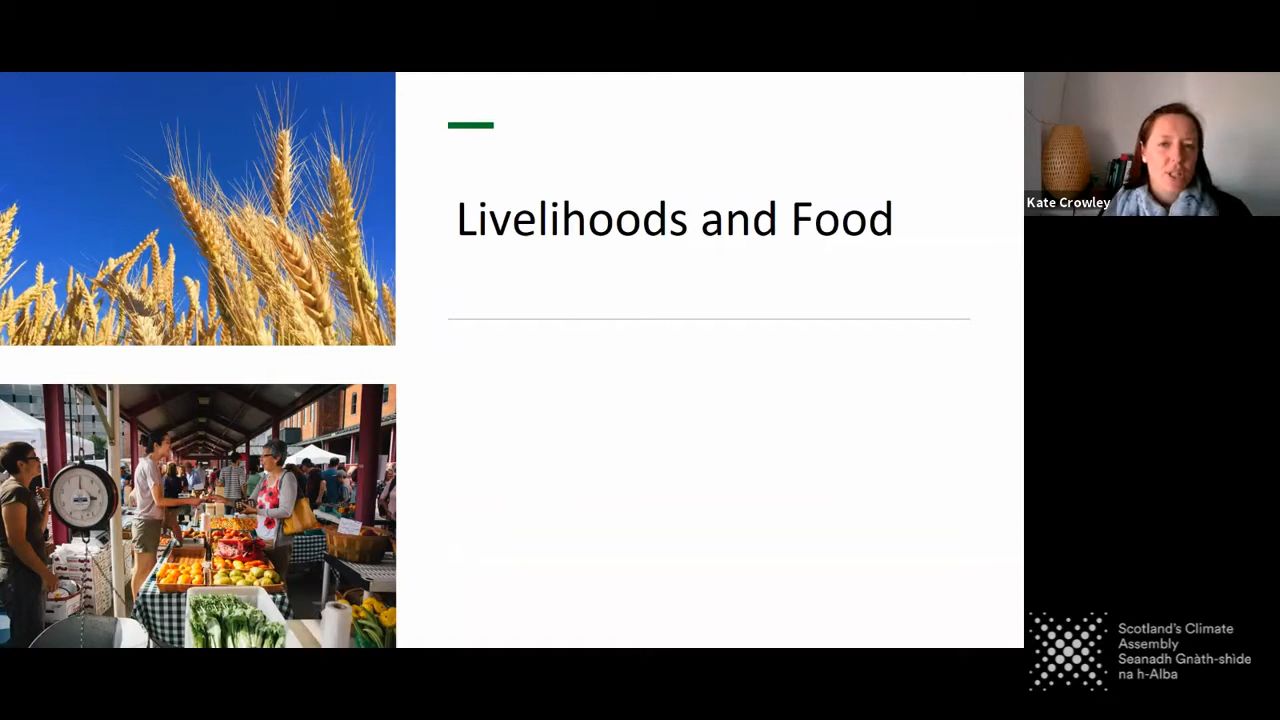 Livelihoods and Food
Kate Crowley
Scotland's Climate
Assembly
Seanadh Gnàth-shìde
na h-Alba